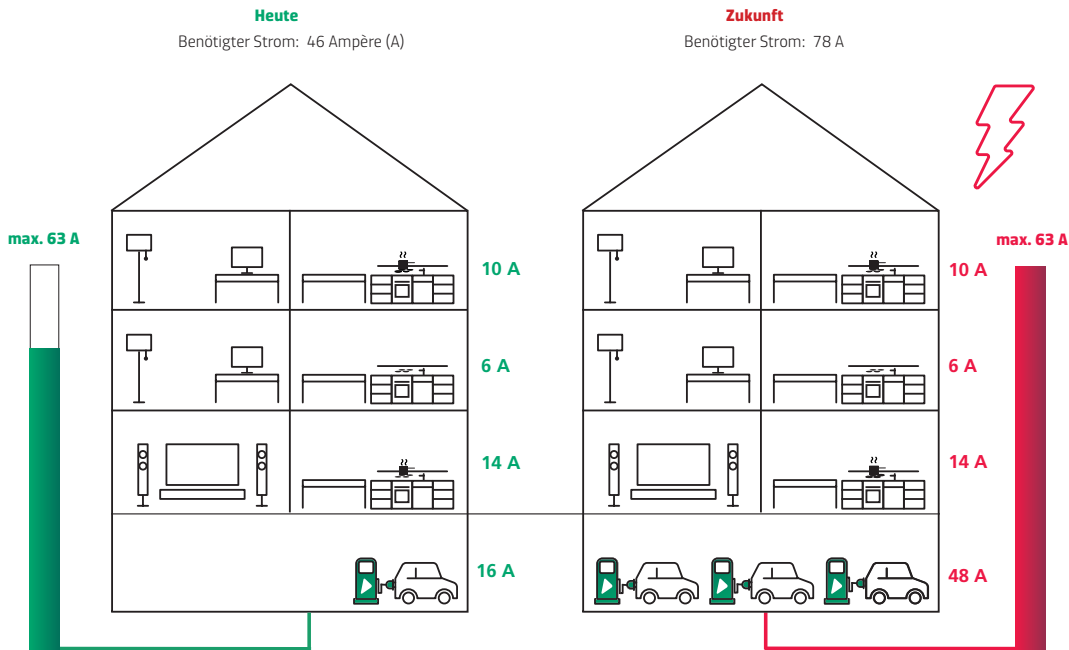 Heute
Benötigter Strom: 46 Ampère (A)
max. 63 A
10 A
6 A
14 A
16 A
Zukunft
Benötigter Strom: 78 A
max. 63 A
10 A
6 A
14 A
48 A